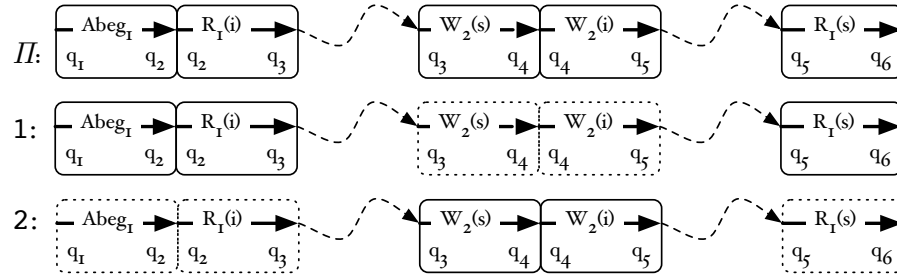 Π: Abeg₁ R₁(i) W₂(s) W₂(i) R₁(s)
q₁ q₂ q₂ q₃ q₃ q₄ q₄ q₅ q₅ q₆
1: Abeg₁ R₁(i) W₂(s) W₂(i) R₁(s)
q₁ q₂ q₂ q₃ q₃ q₄ q₄ q₅ q₅ q₆
2: Abeg₁ R₁(i) W₂(s) W₂(i) R₁(s)
q₁ q₂ q₂ q₃ q₃ q₄ q₄ q₅ q₅ q₆